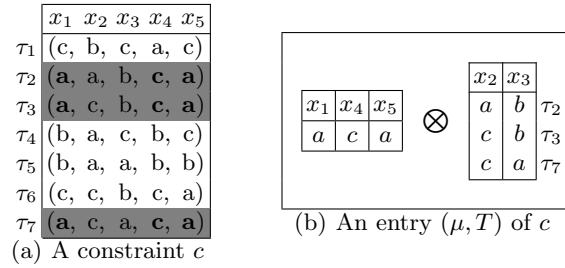 x1 x2 x3 x4 x5
τ1 (c, b, c, a, c)
τ2 (a, a, b, c, a)
τ3 (a, c, b, c, a)
τ4 (b, a, c, b, c)
τ5 (b, a, a, b, b)
τ6 (c, c, b, c, a)
τ7 (a, c, a, c, a)
(a) A constraint c
x1 x4 x5
a c a
⊗
x2 x3
a b τ2
c b τ3
c a τ7
(b) An entry (μ, T) of c